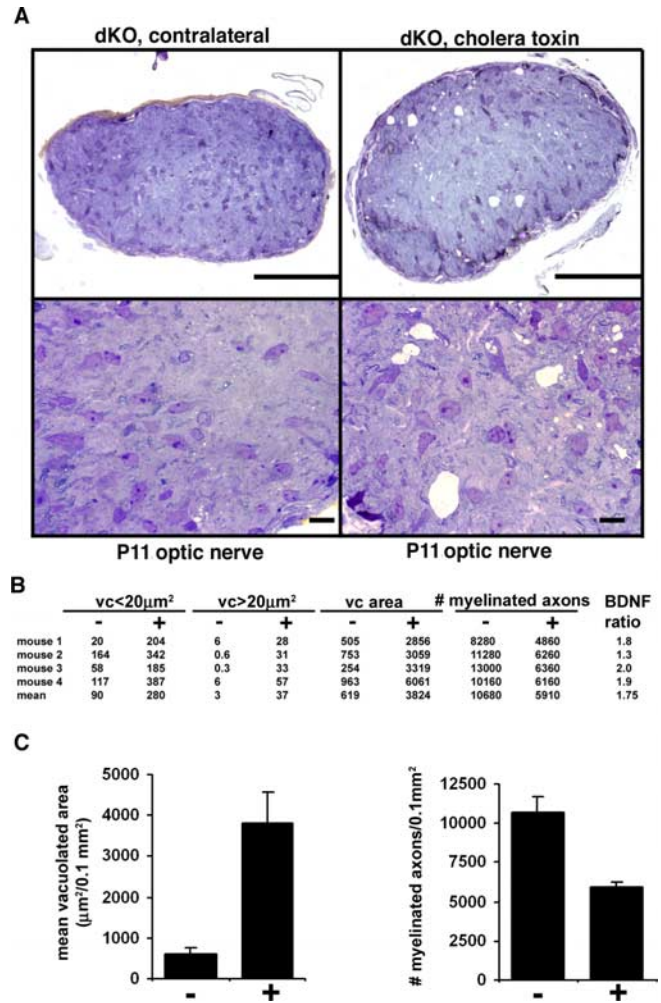 A
dKO, contralateral
dKO, cholera toxin
P11 optic nerve
P11 optic nerve
B
vc<20µm² vc>20µm² vc area # myelinated axons BDNF
- + - + - + - + ratio
mouse 1 20 204 6 28 505 2856 8280 4860 1.8
mouse 2 164 342 0.6 31 753 3059 11280 6260 1.3
mouse 3 58 185 0.3 33 254 3319 13000 6360 2.0
mouse 4 117 387 6 57 963 6061 10160 6160 1.9
mean 90 280 3 37 619 3824 10680 5910 1.75
C
mean vacuolated area
(µm²/0.1 mm²)
5000
4000
3000
2000
1000
0
- +
# myelinated axons/0.1mm²
12500
10000
7500
5000
2500
0
- +